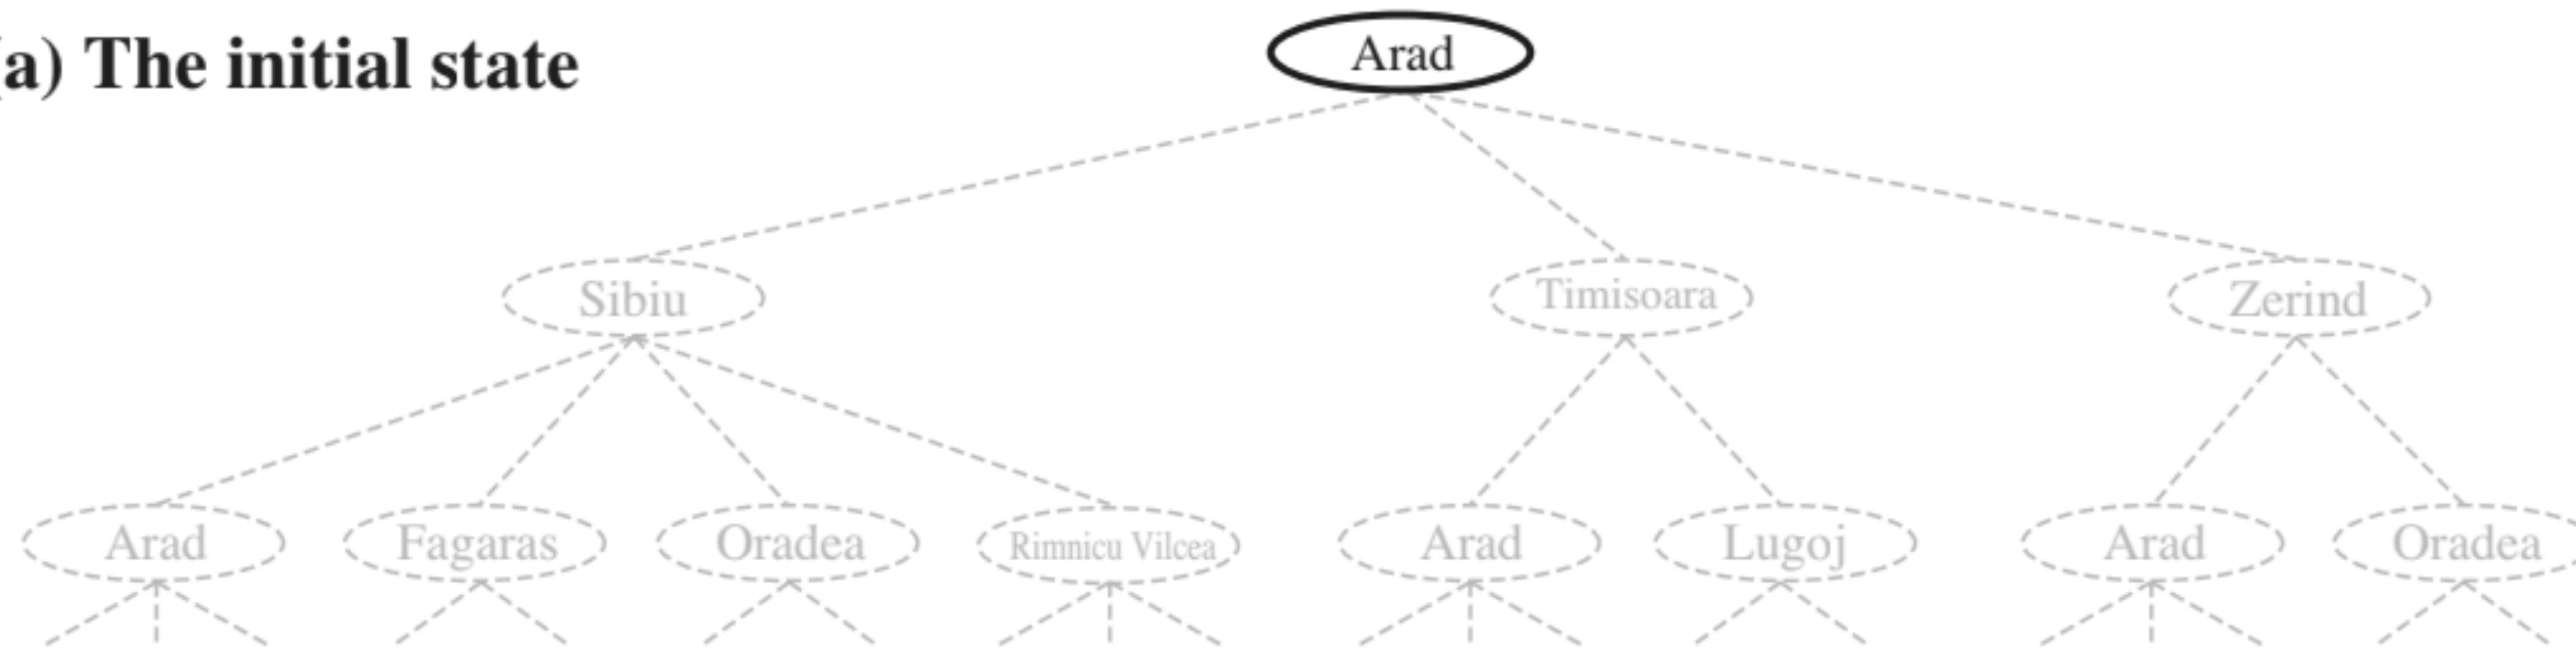 a) The initial state
Arad
Sibiu
Timisoara
Zerind
Arad
Fagaras
Oradea
Rimnicu Vilcea
Arad
Lugoj
Arad
Oradea